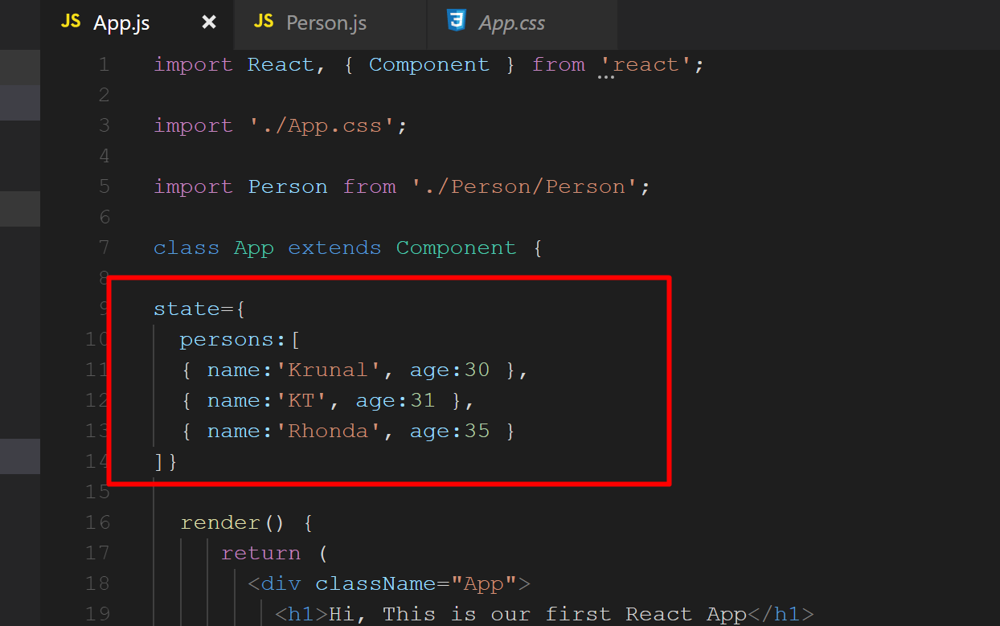 JS App.js × JS Person.js 3 App.css
1 import React, { Component } from 'react';
2
3 import './App.css';
4
5 import Person from './Person/Person';
6
7 class App extends Component {
8
9 state={
10 persons:[
11 { name:'Krunal', age:30 },
12 { name:'KT', age:31 },
13 { name:'Rhonda', age:35 }
14 ]}
15
16 render() {
17 return (
18 <div className="App">
19 <h1>Hi, This is our first React App</h1>